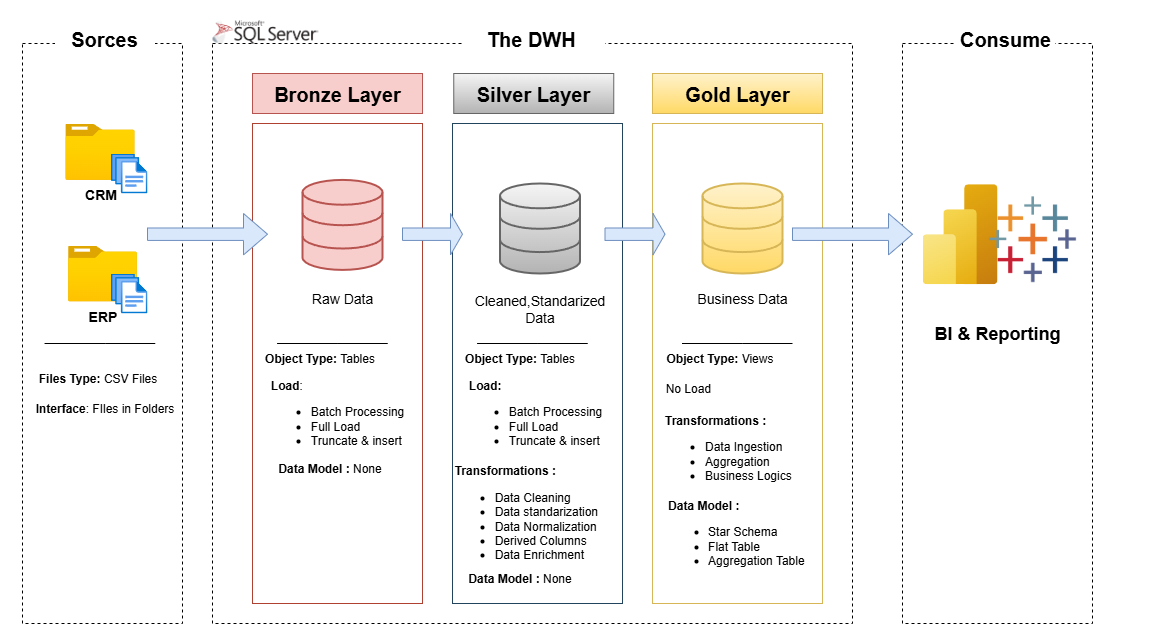 Sorces
CRM
ERP
Files Type: CSV Files
Interface: FIles in Folders
Microsoft®
SQL Server
The DWH
Bronze Layer
Raw Data
Object Type: Tables
Load:
Batch Processing
Full Load
Truncate & insert
Data Model : None
Silver Layer
Cleaned,Standarized
Data
Object Type: Tables
Load:
Batch Processing
Full Load
Truncate & insert
Transformations :
Data Cleaning
Data standarization
Data Normalization
Derived Columns
Data Enrichment
Data Model : None
Gold Layer
Business Data
Object Type: Views
No Load
Transformations :
Data Ingestion
Aggregation
Business Logics
Data Model :
Star Schema
Flat Table
Aggregation Table
Consume
BI & Reporting